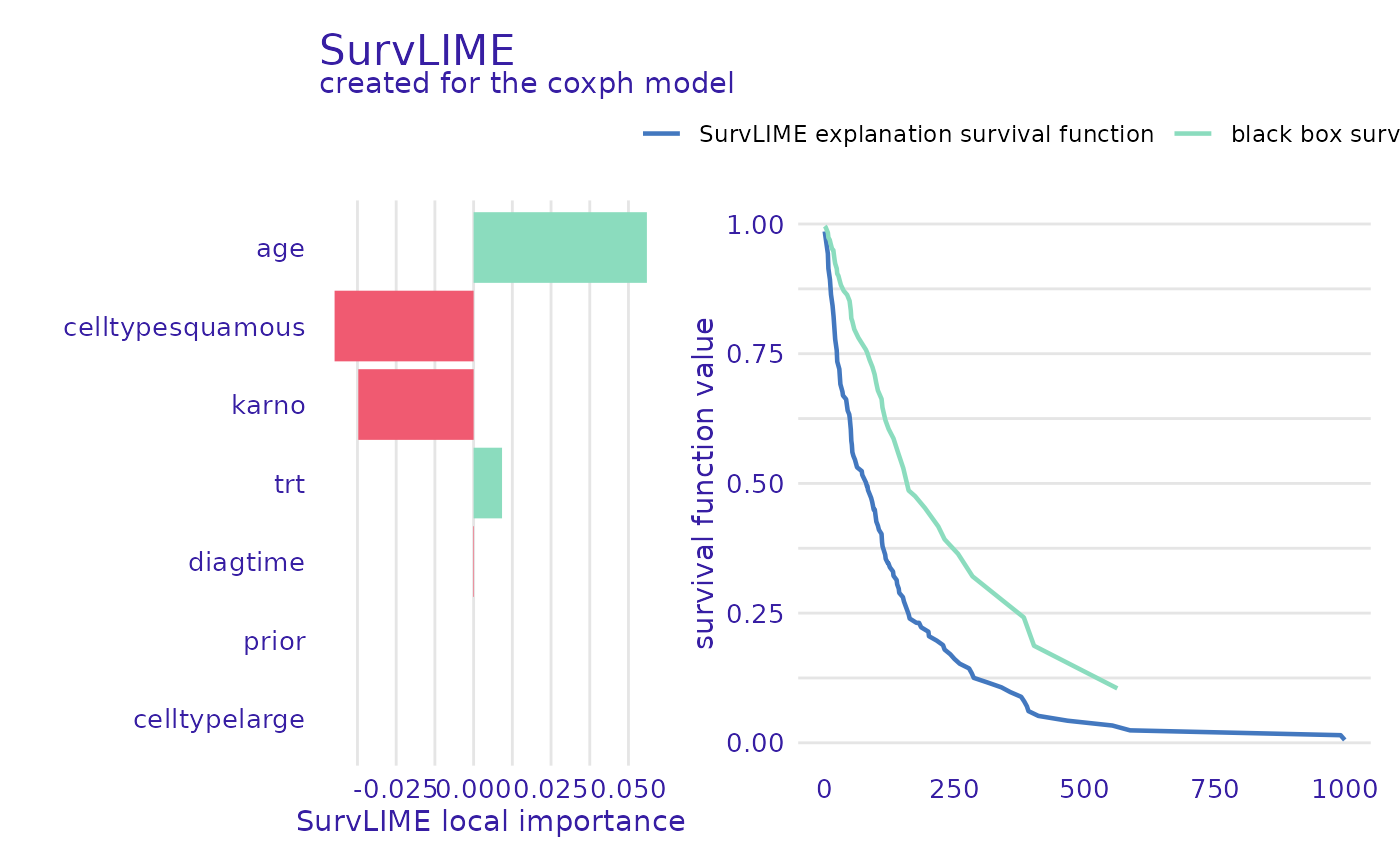 SurvLIME
created for the coxph model
SurvLIME explanation survival function
black box surv
age
celltypesquamous
karno
trt
diagtime
prior
celltypelarge
-0.025 0.000 0.025 0.050
SurvLIME local importance
survival function value
1.00
0.75
0.50
0.25
0.00
0 250 500 750 1000